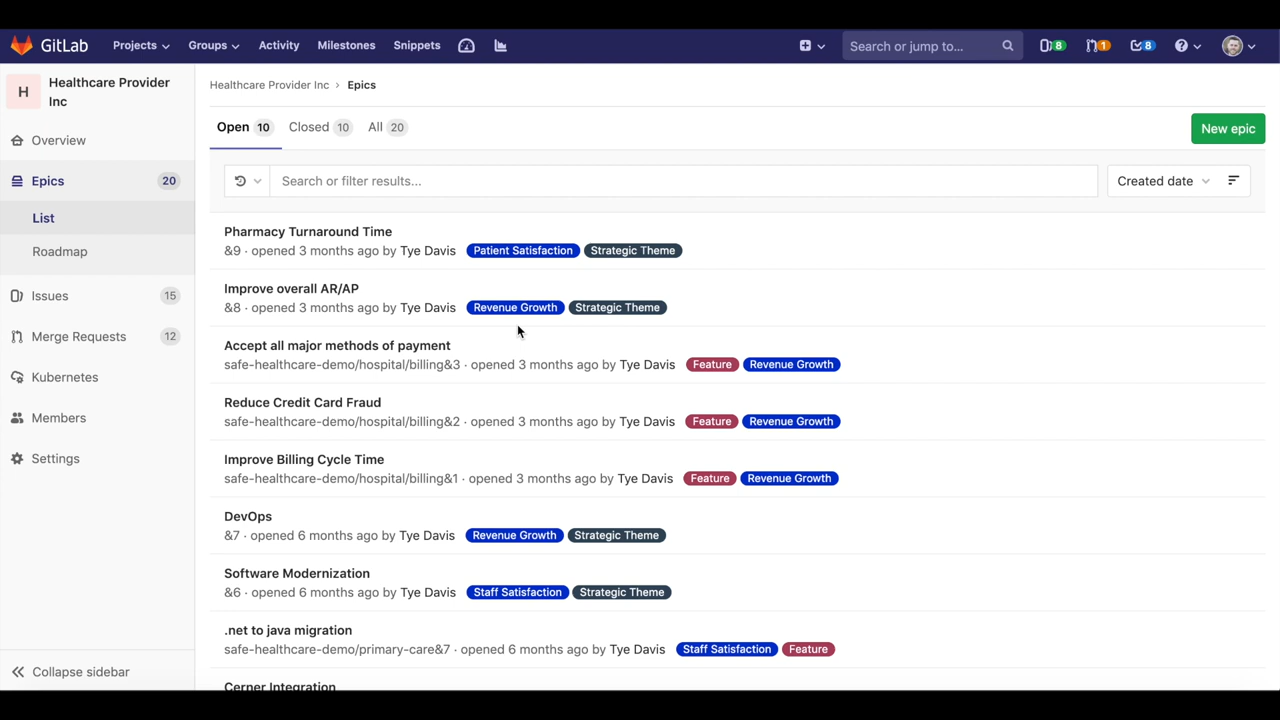 GitLab Projects Groups Activity Milestones Snippets Search or jump to... 8 1 8
H Healthcare Provider Inc
Overview
Epics 20
List
Roadmap
Issues 15
Merge Requests 12
Kubernetes
Members
Settings
Collapse sidebar
Healthcare Provider Inc › Epics
Open 10 Closed 10 All 20 New epic
Search or filter results... Created date
Pharmacy Turnaround Time
&9 · opened 3 months ago by Tye Davis Patient Satisfaction Strategic Theme
Improve overall AR/AP
&8 · opened 3 months ago by Tye Davis Revenue Growth Strategic Theme
Accept all major methods of payment
safe-healthcare-demo/hospital/billing&3 · opened 3 months ago by Tye Davis Feature Revenue Growth
Reduce Credit Card Fraud
safe-healthcare-demo/hospital/billing&2 · opened 3 months ago by Tye Davis Feature Revenue Growth
Improve Billing Cycle Time
safe-healthcare-demo/hospital/billing&1 · opened 3 months ago by Tye Davis Feature Revenue Growth
DevOps
&7 · opened 6 months ago by Tye Davis Revenue Growth Strategic Theme
Software Modernization
&6 · opened 6 months ago by Tye Davis Staff Satisfaction Strategic Theme
.net to java migration
safe-healthcare-demo/primary-care&7 · opened 6 months ago by Tye Davis Staff Satisfaction Feature
Cerner Integration